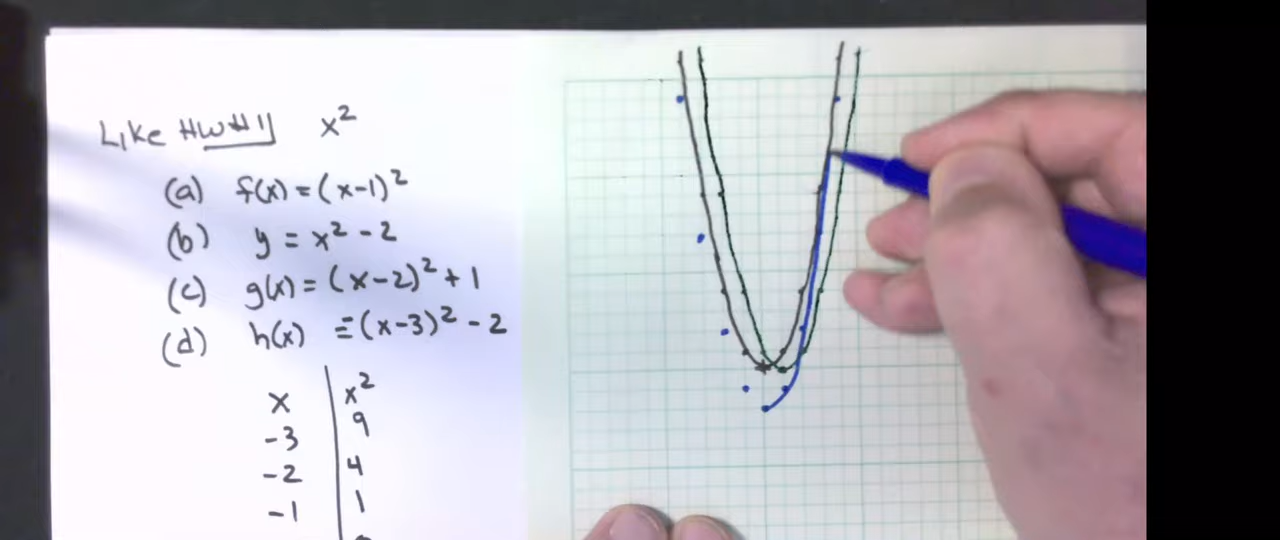 Like HW#11 x²
(a) f(x) = (x-1)²
(b) y = x² - 2
(c) g(x) = (x-2)² + 1
(d) h(x) = (x-3)² - 2
x | x²
-3 | 9
-2 | 4
-1 | 1